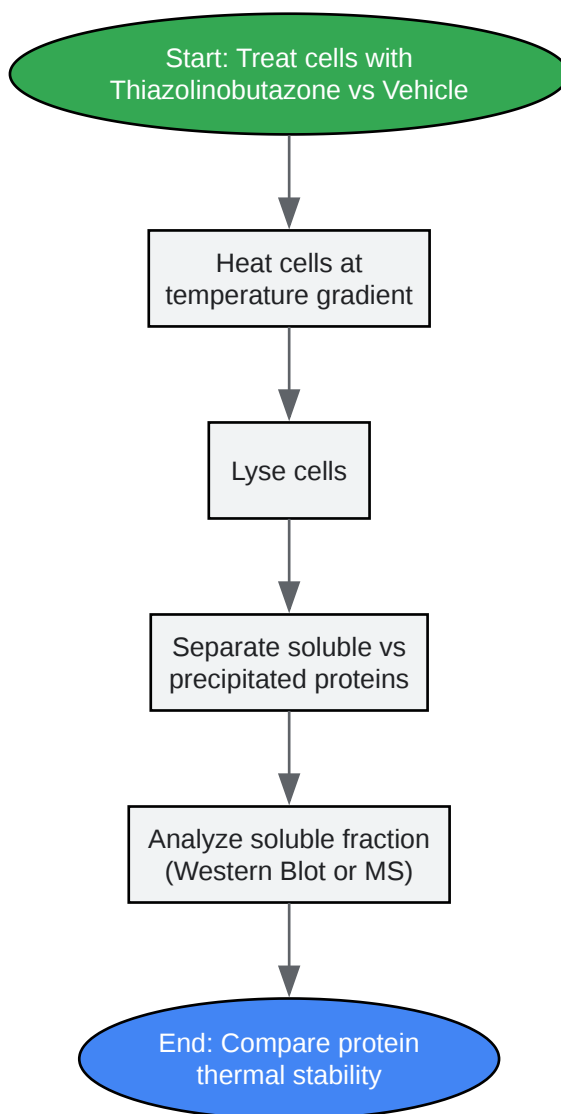 Start: Treat cells with
Thiazolinobutazone vs Vehicle
Heat cells at
temperature gradient
Lyse cells
Separate soluble vs
precipitated proteins
Analyze soluble fraction
(Western Blot or MS)
End: Compare protein
thermal stability